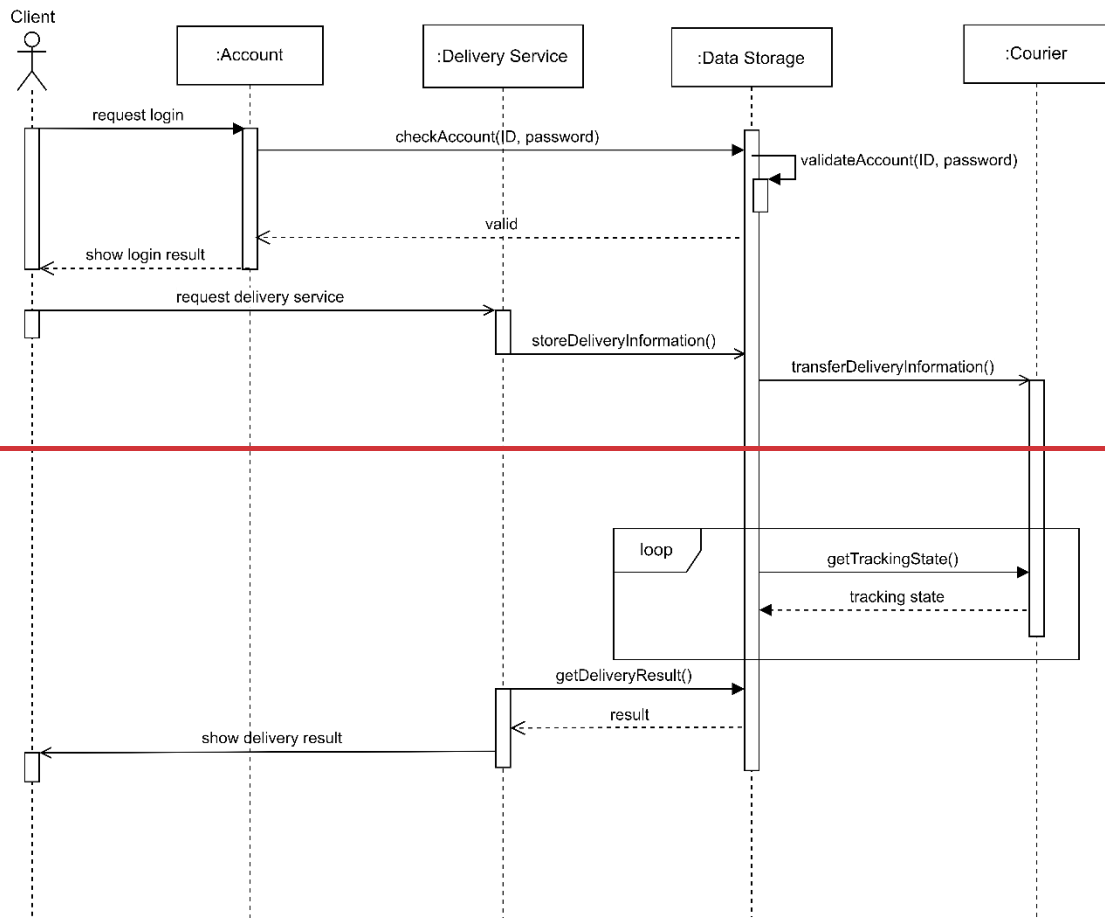 Client
:Account
:Delivery Service
:Data Storage
:Courier
request login
checkAccount(ID, password)
validateAccount(ID, password)
valid
show login result
request delivery service
storeDeliveryInformation()
transferDeliveryInformation()
loop
getTrackingState()
tracking state
getDeliveryResult()
result
show delivery result